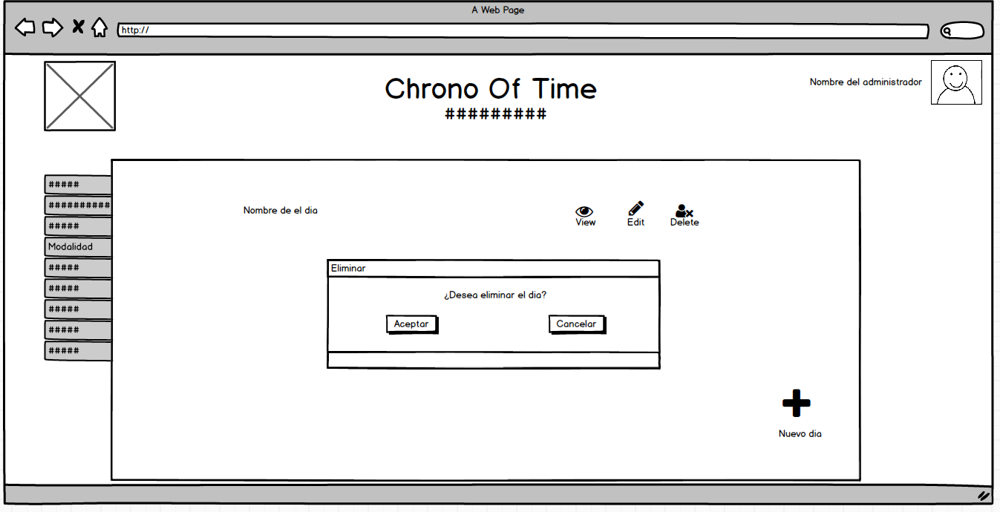 A Web Page
http://
Chrono Of Time
#########
Nombre del administrador
#####
##########
#####
Modalidad
#####
#####
#####
#####
#####
Nombre de el dia
View
Edit
Delete
Eliminar
¿Desea eliminar el dia?
Aceptar
Cancelar
Nuevo dia